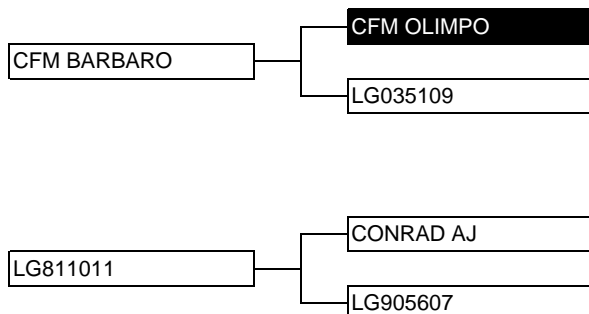 CFM OLIMPO
CFM BARBARO
LG035109
CONRAD AJ
LG811011
LG905607